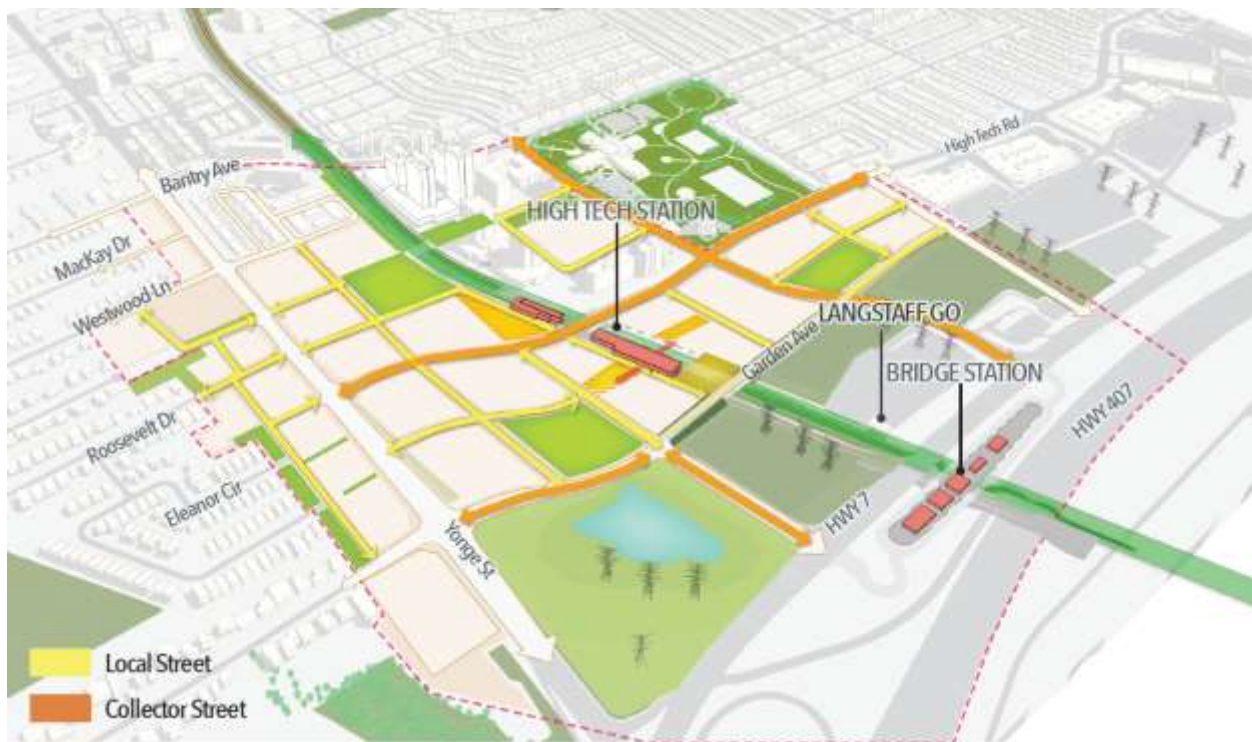 High Tech Rd
Bantry Ave
HIGH TECH STATION
MacKay Dr
Westwood Ln
LANGSTAFF GO
Garden Ave
BRIDGE STATION
HWY 407
Roosevelt Dr
Eleanor Cir
HWY 7
Yonge St
Local Street
Collector Street